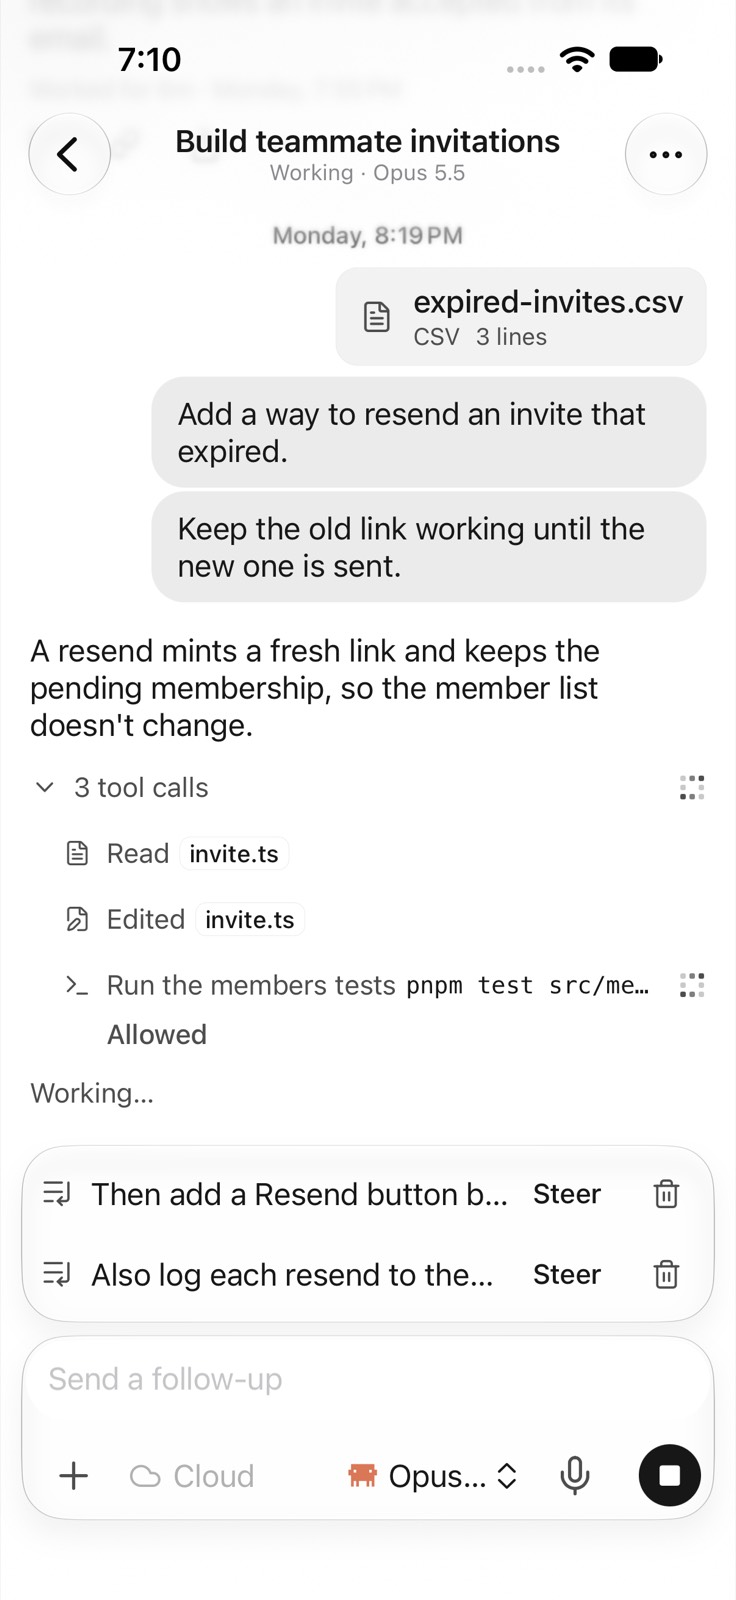 7:10
Build teammate invitations
Working · Opus 5.5
Monday, 8:19 PM
expired-invites.csv
CSV 3 lines
Add a way to resend an invite that
expired.
Keep the old link working until the
new one is sent.
A resend mints a fresh link and keeps the
pending membership, so the member list
doesn't change.
3 tool calls
Read invite.ts
Edited invite.ts
Run the members tests pnpm test src/me…
Allowed
Working...
Then add a Resend button b... Steer
Also log each resend to the... Steer
Send a follow-up
Cloud Opus...